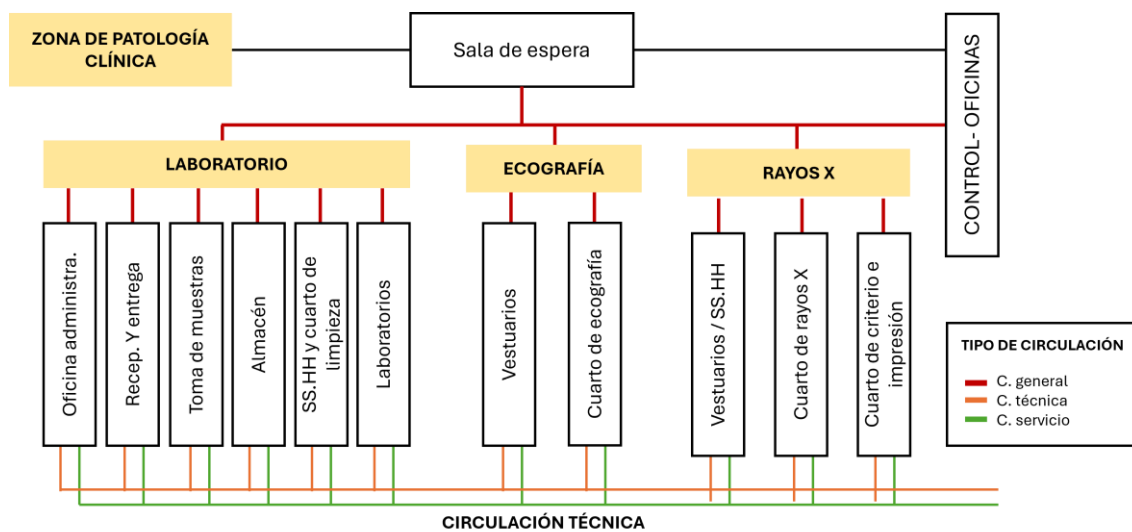 ZONA DE PATOLOGÍA
CLÍNICA
Sala de espera
CONTROL- OFICINAS
LABORATORIO
ECOGRAFÍA
RAYOS X
Oficina administra.
Recep. Y entrega
Toma de muestras
Almacén
SS.HH y cuarto de
limpieza
Laboratorios
Vestuarios
Cuarto de ecografía
Vestuarios / SS.HH
Cuarto de rayos X
Cuarto de criterio e
impresión
TIPO DE CIRCULACIÓN
C. general
C. técnica
C. servicio
CIRCULACIÓN TÉCNICA